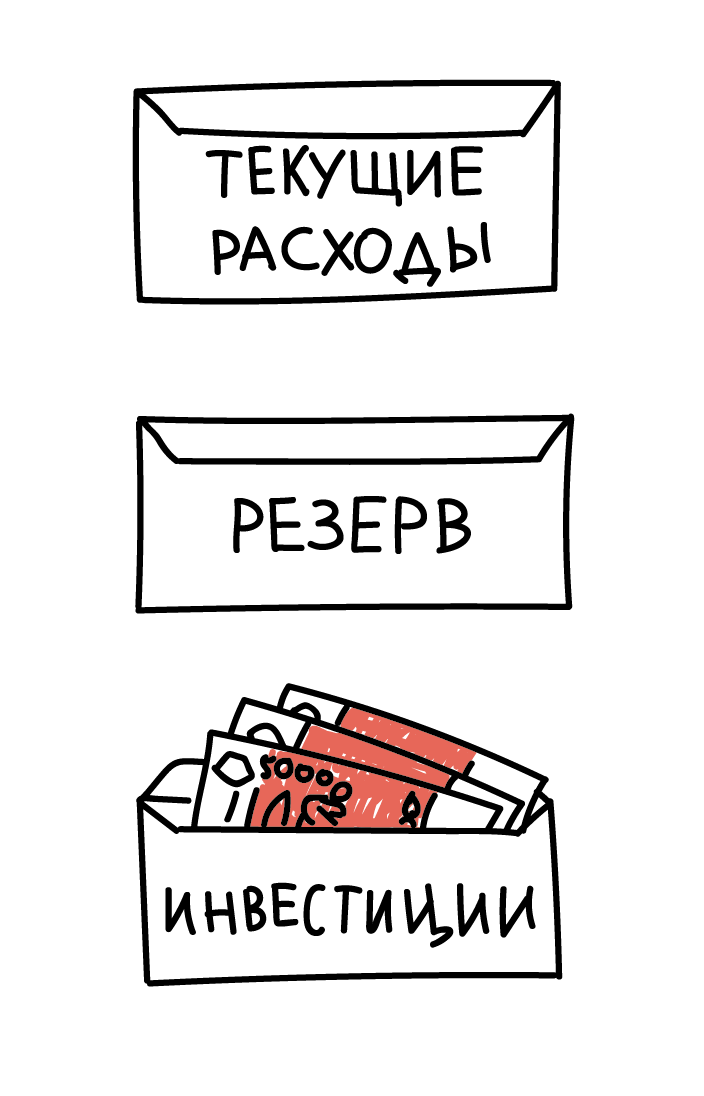 ТЕКУЩИЕ
РАСХОДЫ
РЕЗЕРВ
5000
ИНВЕСТИЦИИ